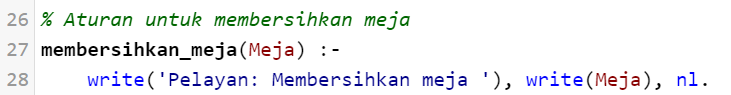 26 % Aturan untuk membersihkan meja
27 membersihkan_meja(Meja) :-
28     write('Pelayan: Membersihkan meja '), write(Meja), nl.